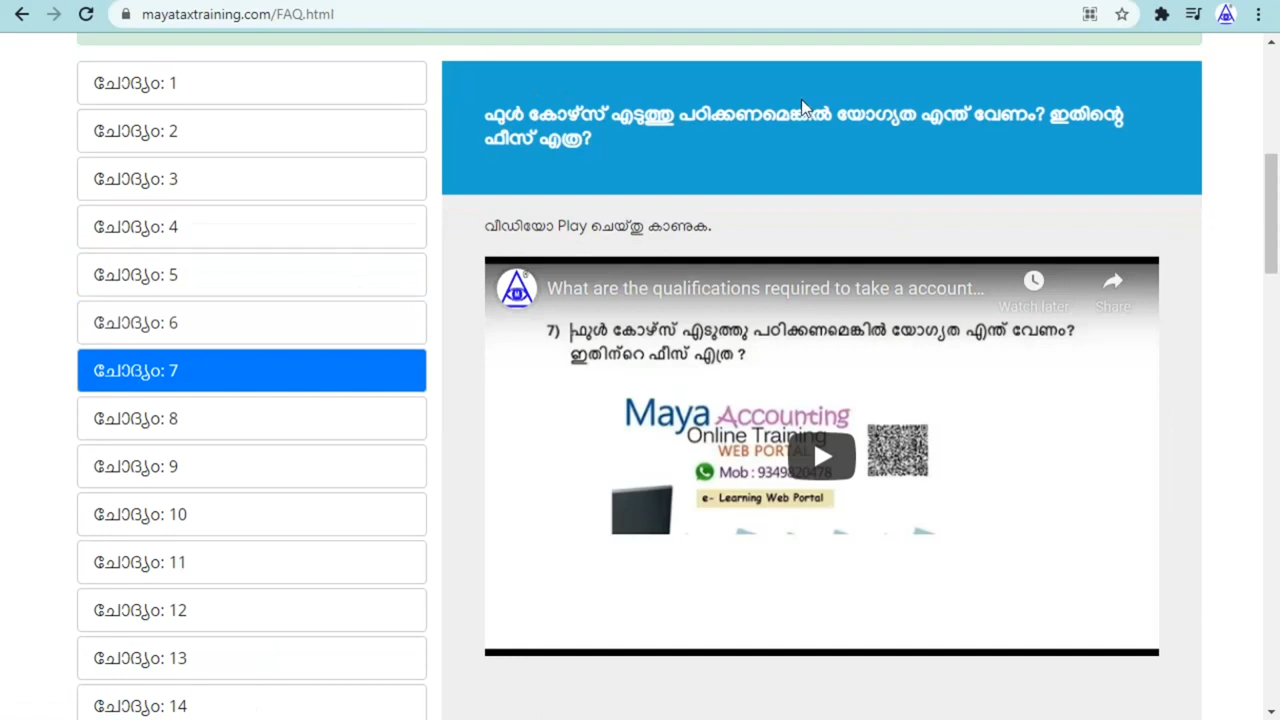 mayataxtraining.com/FAQ.html
ചോദ്യം: 1
ചോദ്യം: 2
ചോദ്യം: 3
ചോദ്യം: 4
ചോദ്യം: 5
ചോദ്യം: 6
ചോദ്യം: 7
ചോദ്യം: 8
ചോദ്യം: 9
ചോദ്യം: 10
ചോദ്യം: 11
ചോദ്യം: 12
ചോദ്യം: 13
ചോദ്യം: 14
ഫുൾ കോഴ്സ് എടുത്തു പഠിക്കണമെങ്കിൽ യോഗ്യത എന്ത് വേണം? ഇതിന്റെ
ഫീസ് എത്ര?
വീഡിയോ Play ചെയ്തു കാണുക.
What are the qualifications required to take a account...
Watch later
Share
7) ഫുൾ കോഴ്സ് എടുത്തു പഠിക്കണമെങ്കിൽ യോഗ്യത എന്ത് വേണം?
ഇതിന്റെ ഫീസ് എത്ര ?
Maya Accounting
Online Training
WEB PORTAL
Mob : 9349820478
e- Learning Web Portal